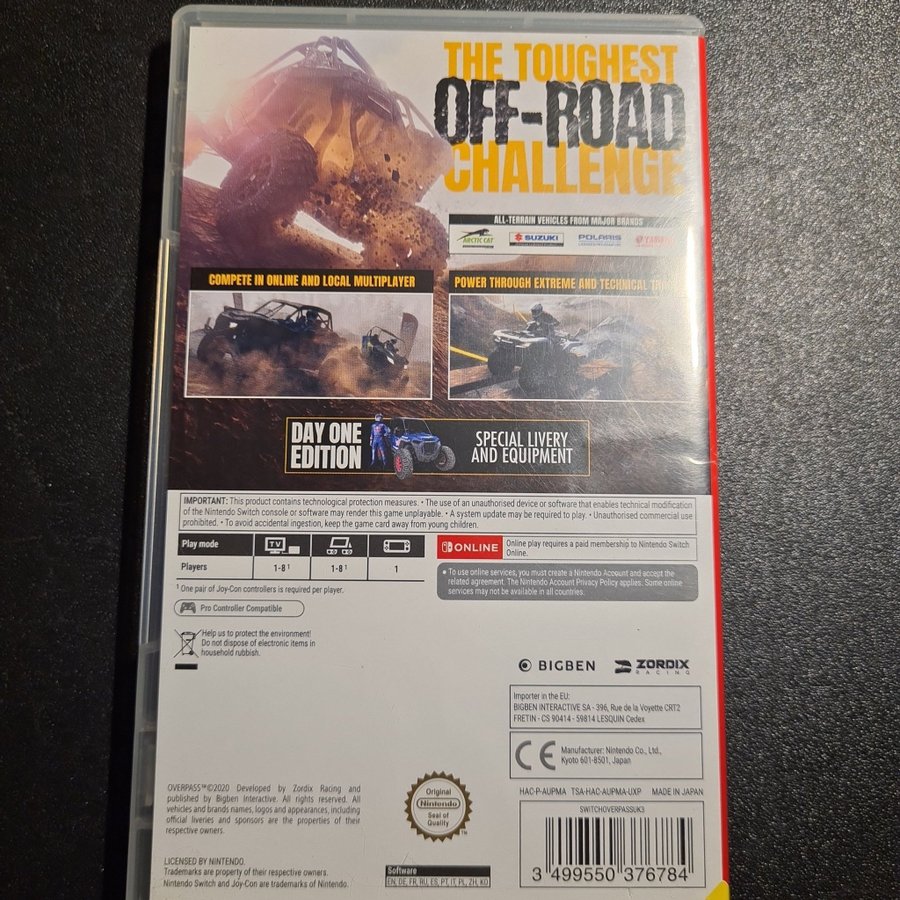 THE TOUGHEST
OFF-ROAD
CHALLENGE
ALL-TERRAIN VEHICLES FROM MAJOR BRANDS
ARCTIC CAT
SUZUKI
POLARIS
YAMAHA
COMPETE IN ONLINE AND LOCAL MULTIPLAYER
POWER THROUGH EXTREME AND TECHNICAL
DAY ONE
EDITION
SPECIAL LIVERY
AND EQUIPMENT
IMPORTANT: This product contains technological protection measures. • The use of an unauthorised device or software that enables technical modification
of the Nintendo Switch console or software may render this game unplayable. • A system update may be required to play. • Unauthorised commercial use
prohibited. • To avoid accidental ingestion, keep the game card away from young children.
Play mode
TV
Players
1-8¹
1-8¹
1
¹ One pair of Joy-Con controllers is required per player.
Pro Controller Compatible
ONLINE
Online play requires a paid membership to Nintendo Switch
Online.
• To use online services, you must create a Nintendo Account and accept the
related agreement. The Nintendo Account Privacy Policy applies. Some online
services may not be available in all countries.
Help us to protect the environment!
Do not dispose of electronic items in
household rubbish.
BIGBEN
ZORDIX
RACING
Importer in the EU:
BIGBEN INTERACTIVE SA - 396, Rue de la Voyette CRT2
FRETIN - CS 90414 - 59814 LESQUIN Cedex
CE
Manufacturer: Nintendo Co., Ltd.,
Kyoto 601-8501, Japan
HAC-P-AUPMA TSA-HAC-AUPMA-UXP MADE IN JAPAN
SWITCHOVERPASSUK3
3 499550 376784
OVERPASS™©2020 Developed by Zordix Racing and
published by Bigben Interactive. All rights reserved. All
vehicles and brands names, logos and appearances, including
official liveries and sponsors are the properties of their
respective owners.
Original
Nintendo
Seal of
Quality
TM
LICENSED BY NINTENDO.
Trademarks are property of their respective owners.
Nintendo Switch and Joy-Con are trademarks of Nintendo.
Software
EN, DE, FR, RU, ES, PT, IT, PL, ZH, KO